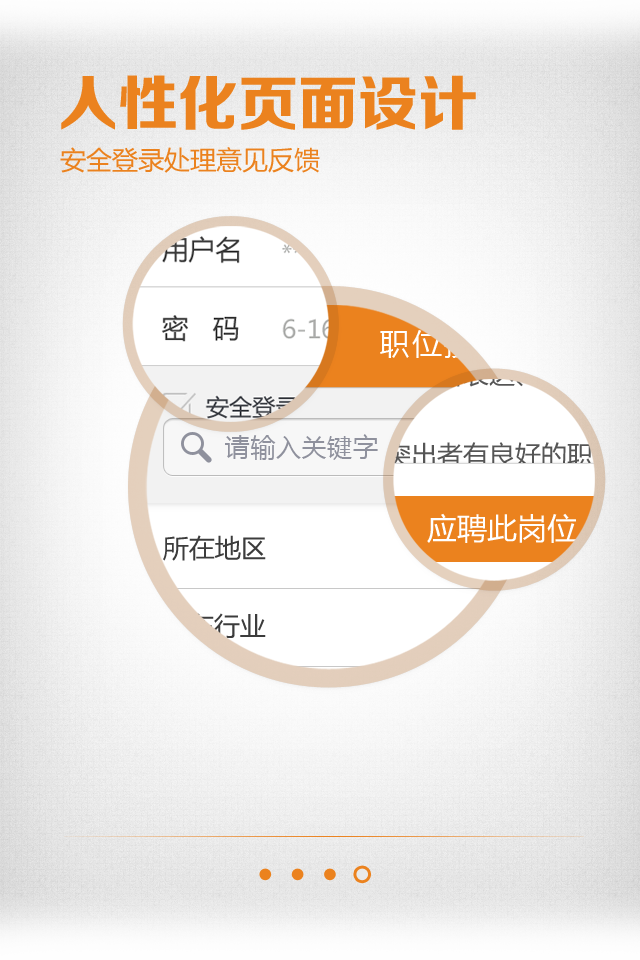 人性化页面设计
安全登录处理意见反馈
用户名 **
密 码 6-16
职位
安全登录
请输入关键字
突出者有良好的职
应聘此岗位
所在地区
行业